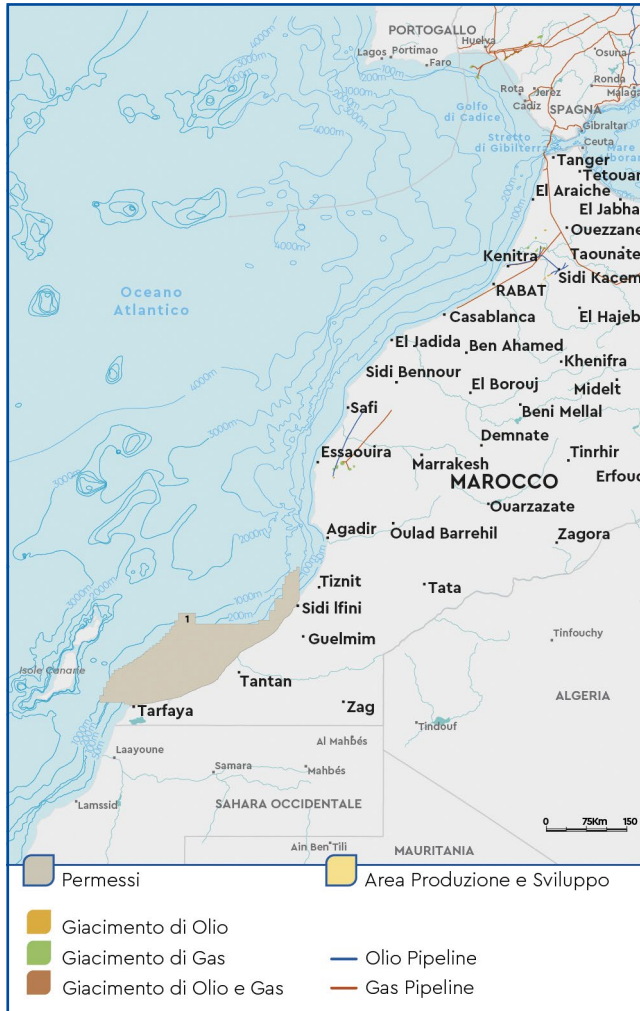 PORTOGALLO
Huelva
Lagos
Portimao
Faro
Osuna
Ronda
Malaga
Rota
Jerez
Cadiz
SPAGNA
Golfo
di Cadice
Stretto
di Gibilterra
Gibraltar
Ceuta
Mare
Tanger
Tetouan
El Araiche
El Jabha
Ouezzane
Kenitra
Taounate
Sidi Kacem
RABAT
Casablanca
El Hajeb
El Jadida
Ben Ahamed
Khenifra
Sidi Bennour
El Borouj
Midelt
Safi
Beni Mellal
Demnate
Essaouira
Marrakesh
Tinrhir
MAROCCO
Erfoud
Ouarzazate
Agadir
Oulad Barrehil
Zagora
Tiznit
Tata
Sidi Ifini
Guelmim
Tinfouchy
Tantan
ALGERIA
Tarfaya
Zag
Tindouf
Al Mahbés
Laayoune
Samara
Mahbés
Lamssid
SAHARA OCCIDENTALE
Ain Ben Tili
MAURITANIA
Oceano
Atlantico
Isole Canarie
1
4000m
3000m
2000m
1000m
200m
100m
0 75Km 150
Permessi
Area Produzione e Sviluppo
Giacimento di Olio
Giacimento di Gas
Olio Pipeline
Giacimento di Olio e Gas
Gas Pipeline